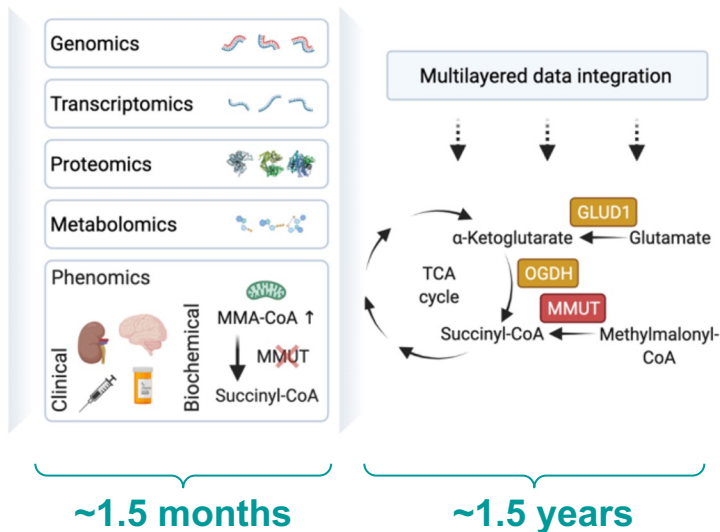 Genomics
Transcriptomics
Proteomics
Metabolomics
Phenomics
Clinical
Biochemical
MMA-CoA ↑
MMUT
Succinyl-CoA
Multilayered data integration
GLUD1
α-Ketoglutarate
Glutamate
OGDH
TCA
cycle
MMUT
Succinyl-CoA
Methylmalonyl-
CoA
~1.5 months
~1.5 years